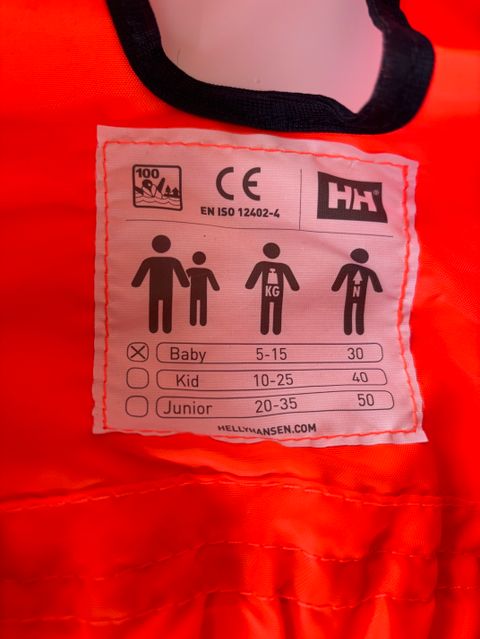 100
CE
EN ISO 12402-4
HH®
KG
N
Baby 5-15 30
Kid 10-25 40
Junior 20-35 50
HELLYHANSEN.COM